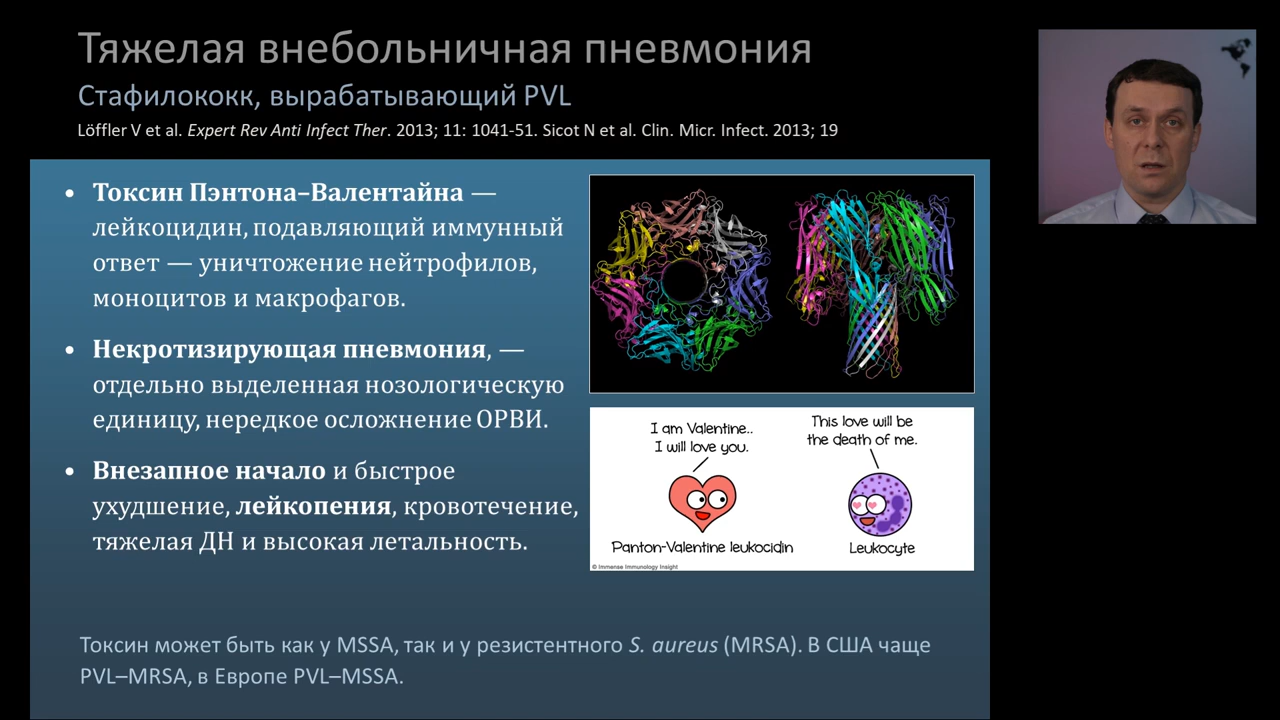 Тяжелая внебольничная пневмония
Стафилококк, вырабатывающий PVL
Löffler V et al. Expert Rev Anti Infect Ther. 2013; 11: 1041-51. Sicot N et al. Clin. Micr. Infect. 2013; 19
• Токсин Пэнтона–Валентайна —
лейкоцидин, подавляющий иммунный
ответ — уничтожение нейтрофилов,
моноцитов и макрофагов.
• Некротизирующая пневмония, —
отдельно выделенная нозологическую
единицу, нередкое осложнение ОРВИ.
• Внезапное начало и быстрое
ухудшение, лейкопения, кровотечение,
тяжелая ДН и высокая летальность.
I am Valentine..
I will love you.
This love will be
the death of me.
Panton-Valentine leukocidin
Leukocyte
© Immense Immunology Insight
Токсин может быть как у MSSA, так и у резистентного S. aureus (MRSA). В США чаще
PVL–MRSA, в Европе PVL–MSSA.